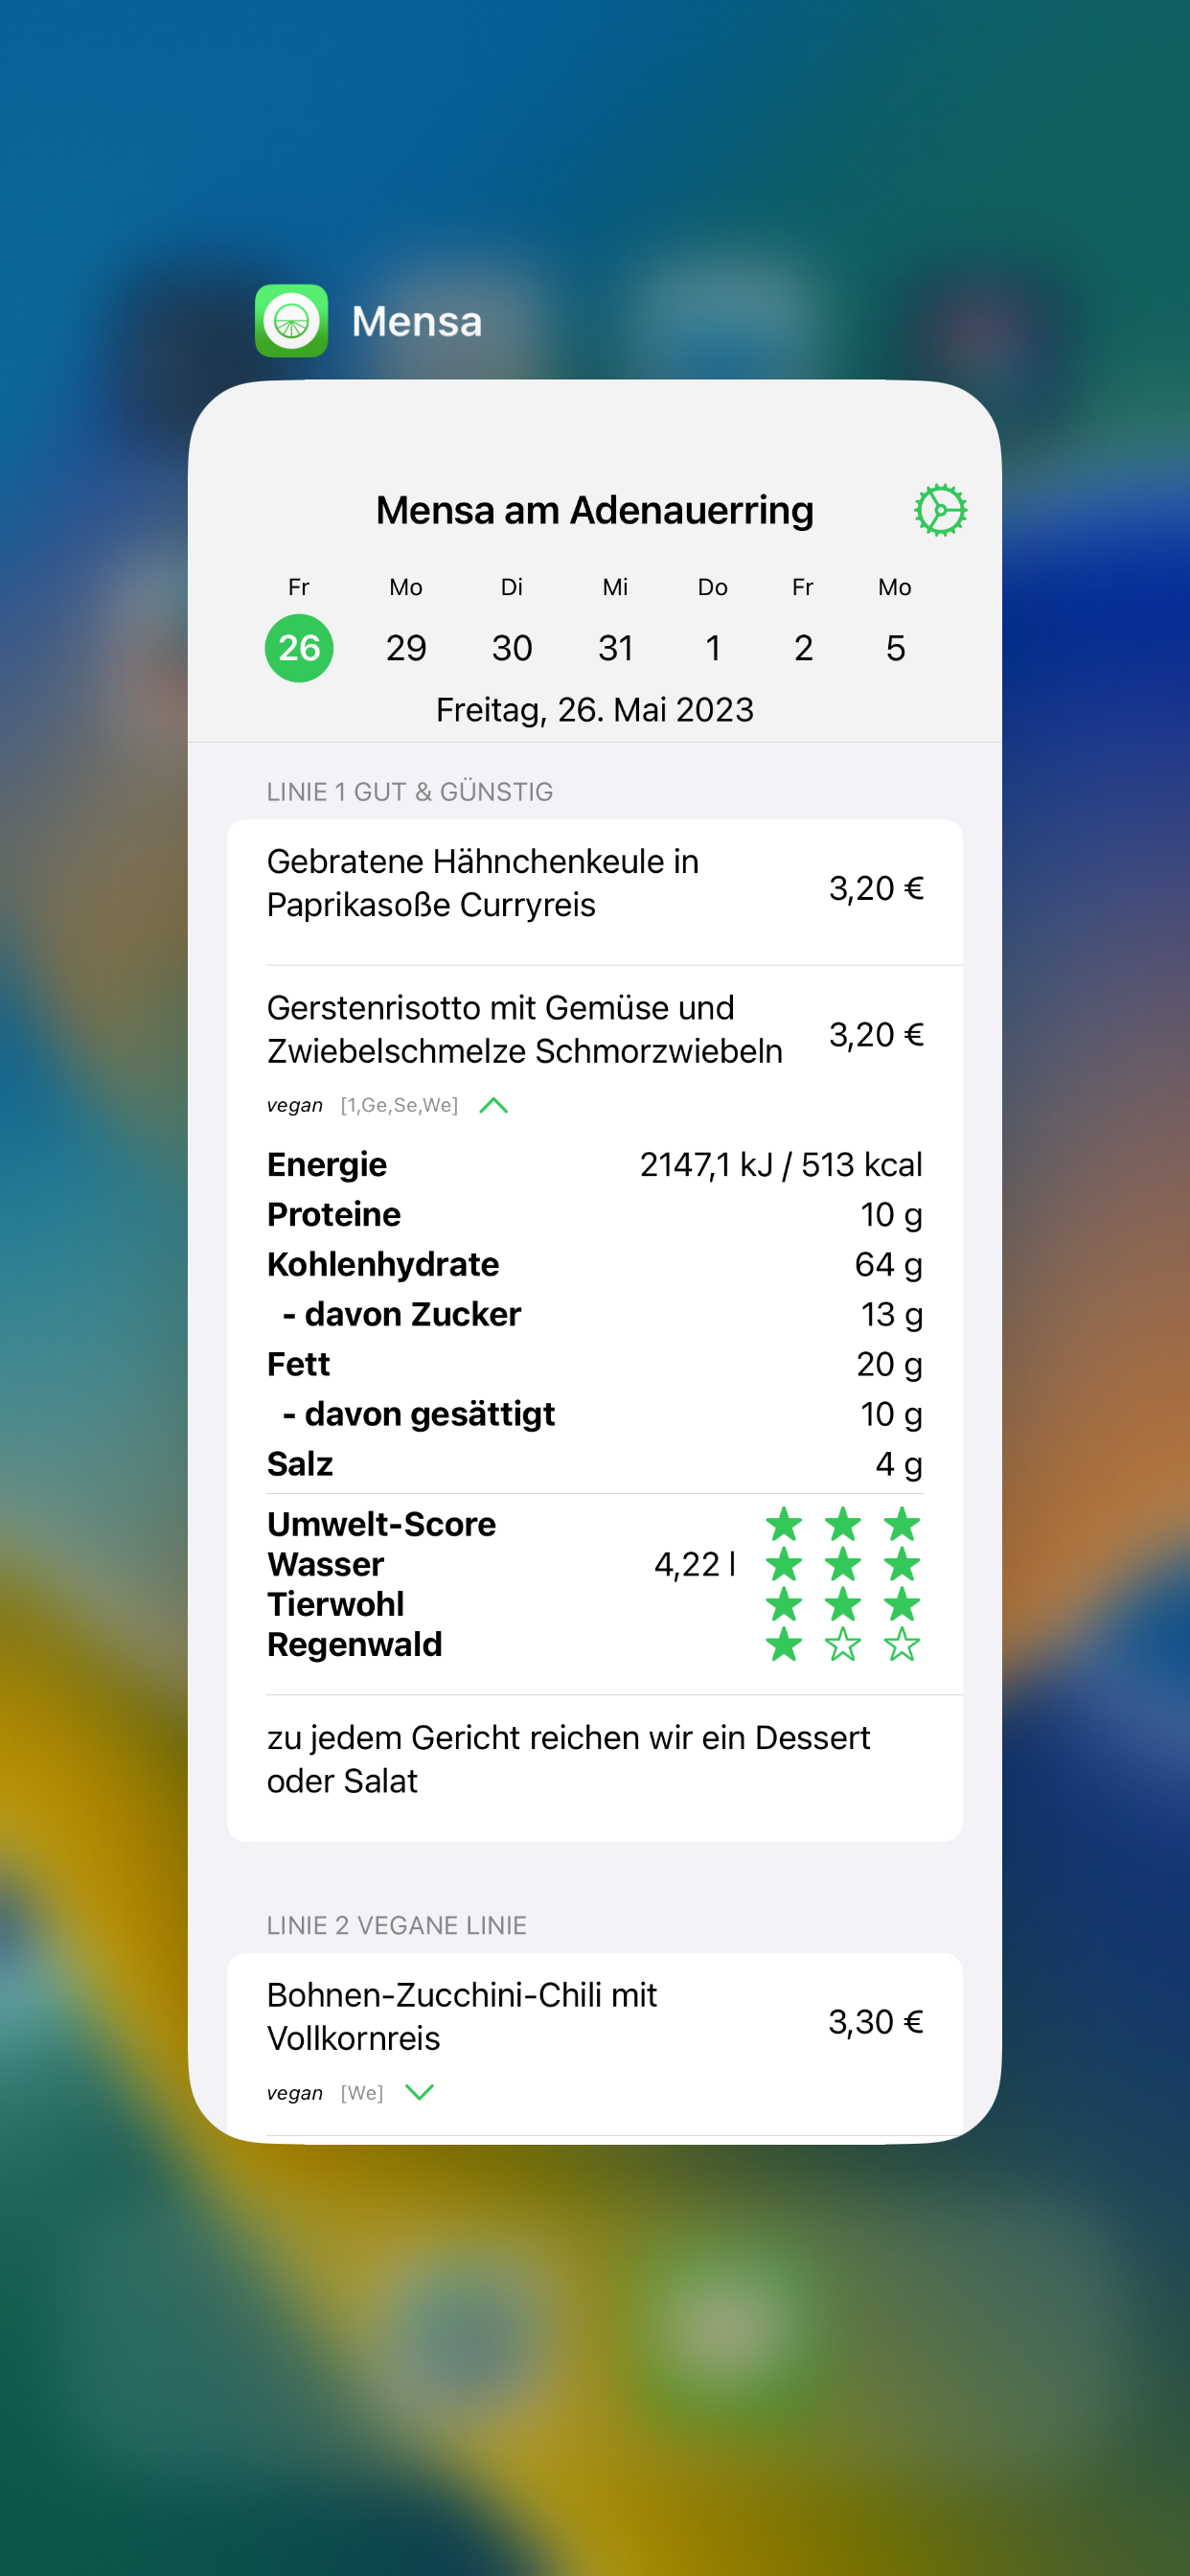 Mensa
Mensa am Adenauerring
Fr Mo Di Mi Do Fr Mo
26 29 30 31 1 2 5
Freitag, 26. Mai 2023
LINIE 1 GUT & GÜNSTIG
Gebratene Hähnchenkeule in
Paprikasoße Curryreis
3,20 €
Gerstenrisotto mit Gemüse und
Zwiebelschmelze Schmorzwiebeln
3,20 €
vegan [1,Ge,Se,We]
Energie 2147,1 kJ / 513 kcal
Proteine 10 g
Kohlenhydrate 64 g
- davon Zucker 13 g
Fett 20 g
- davon gesättigt 10 g
Salz 4 g
Umwelt-Score
Wasser 4,22 l
Tierwohl
Regenwald
zu jedem Gericht reichen wir ein Dessert
oder Salat
LINIE 2 VEGANE LINIE
Bohnen-Zucchini-Chili mit
Vollkornreis
3,30 €
vegan [We]